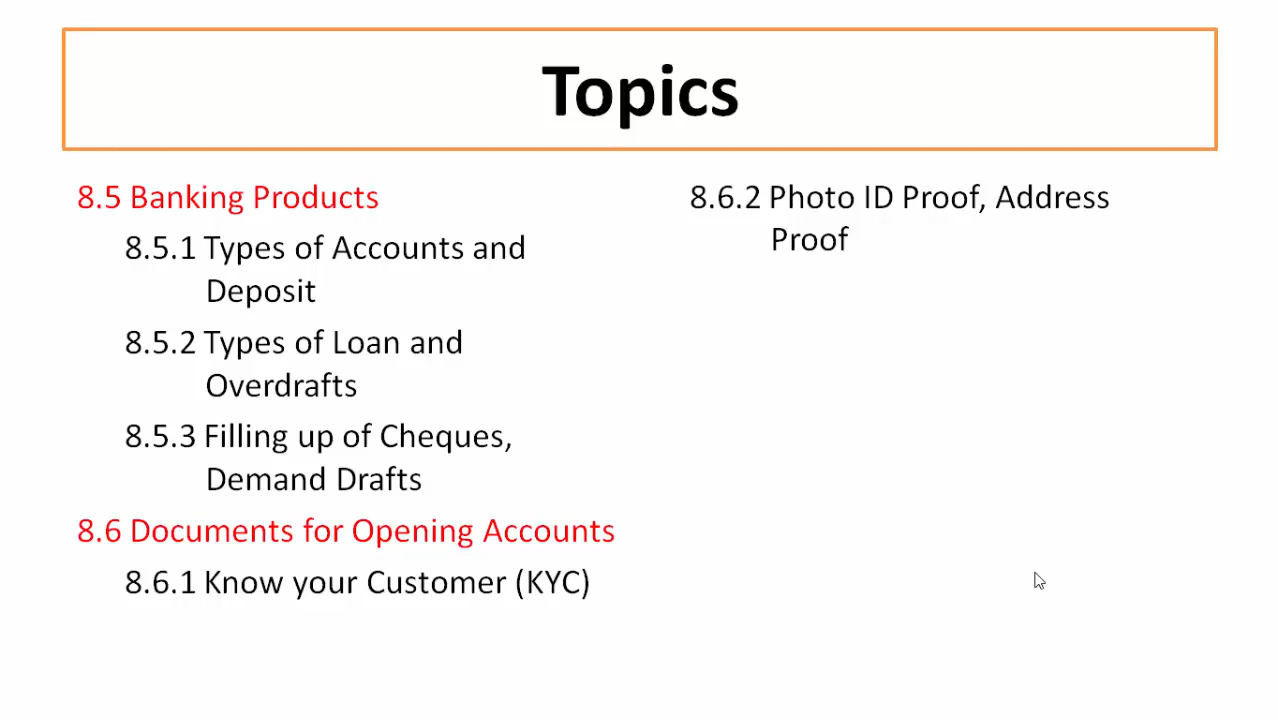 Topics
8.5 Banking Products
8.5.1 Types of Accounts and
Deposit
8.5.2 Types of Loan and
Overdrafts
8.5.3 Filling up of Cheques,
Demand Drafts
8.6 Documents for Opening Accounts
8.6.1 Know your Customer (KYC)
8.6.2 Photo ID Proof, Address
Proof